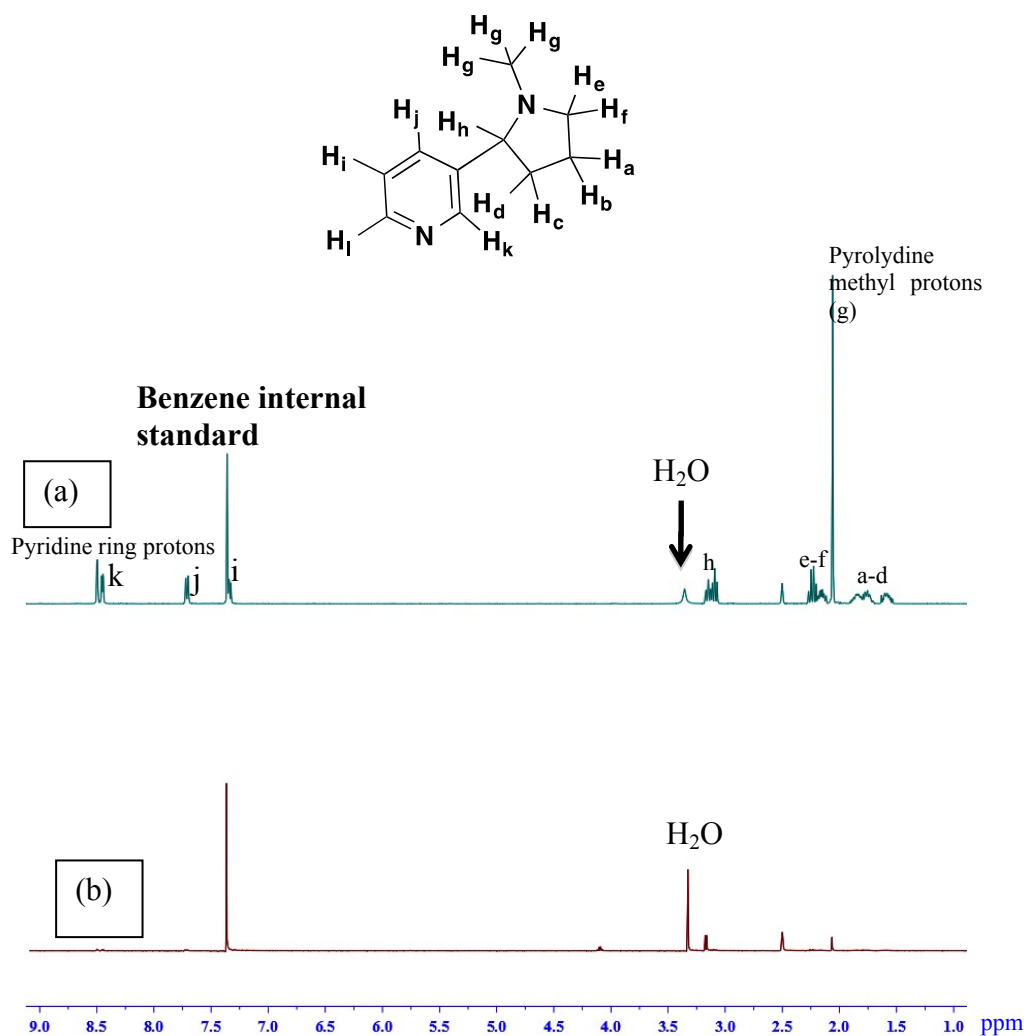 Hg
Hg
Hg
He
N
Hf
Hj
Hh
Hi
Ha
Hd
Hb
Hc
Hl
N
Hk
Pyrolydine
methyl protons
(g)
Benzene internal
standard
H₂O
(a)
Pyridine ring protons
k
j
i
h
e-f
a-d
H₂O
(b)
9.0 8.5 8.0 7.5 7.0 6.5 6.0 5.5 5.0 4.5 4.0 3.5 3.0 2.5 2.0 1.5 1.0 ppm